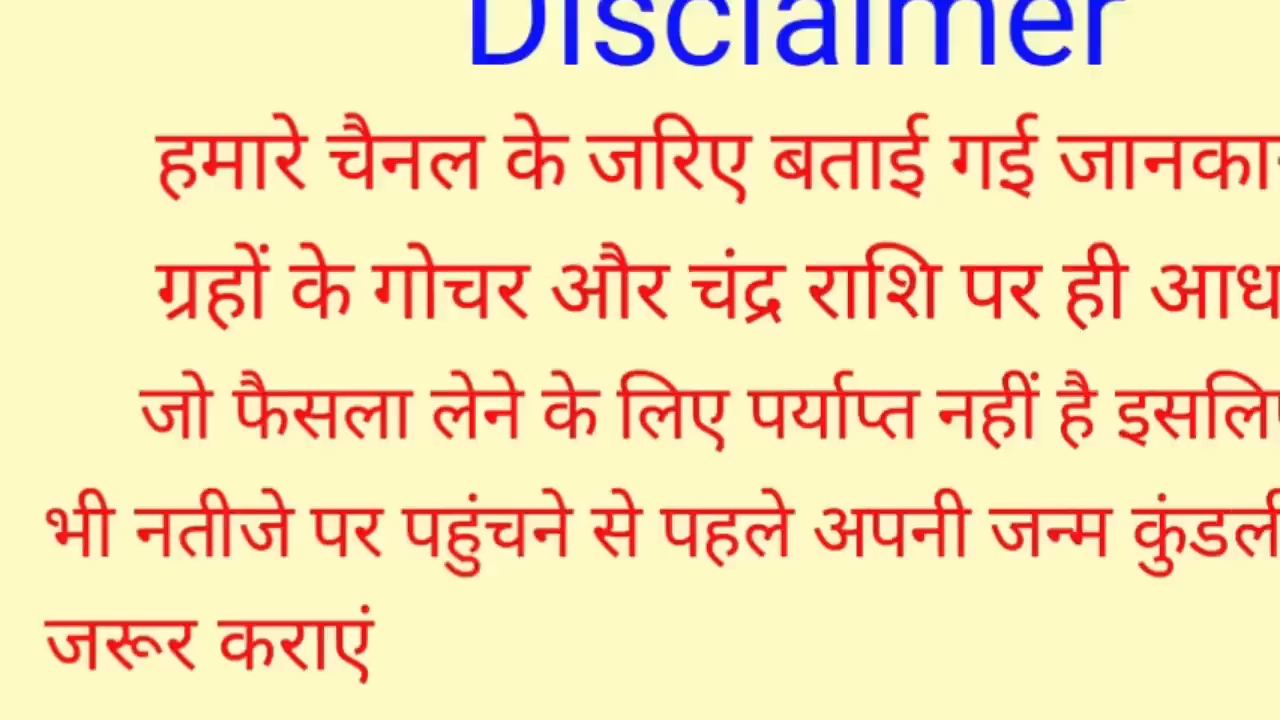 Disclaimer
हमारे चैनल के जरिए बताई गई
ग्रहों के गोचर और चंद्र राशि पर ही
जो फैसला लेने के लिए पर्याप्त नहीं है
भी नतीजे पर पहुंचने से पहले अपनी जन्म
जरूर कराएं